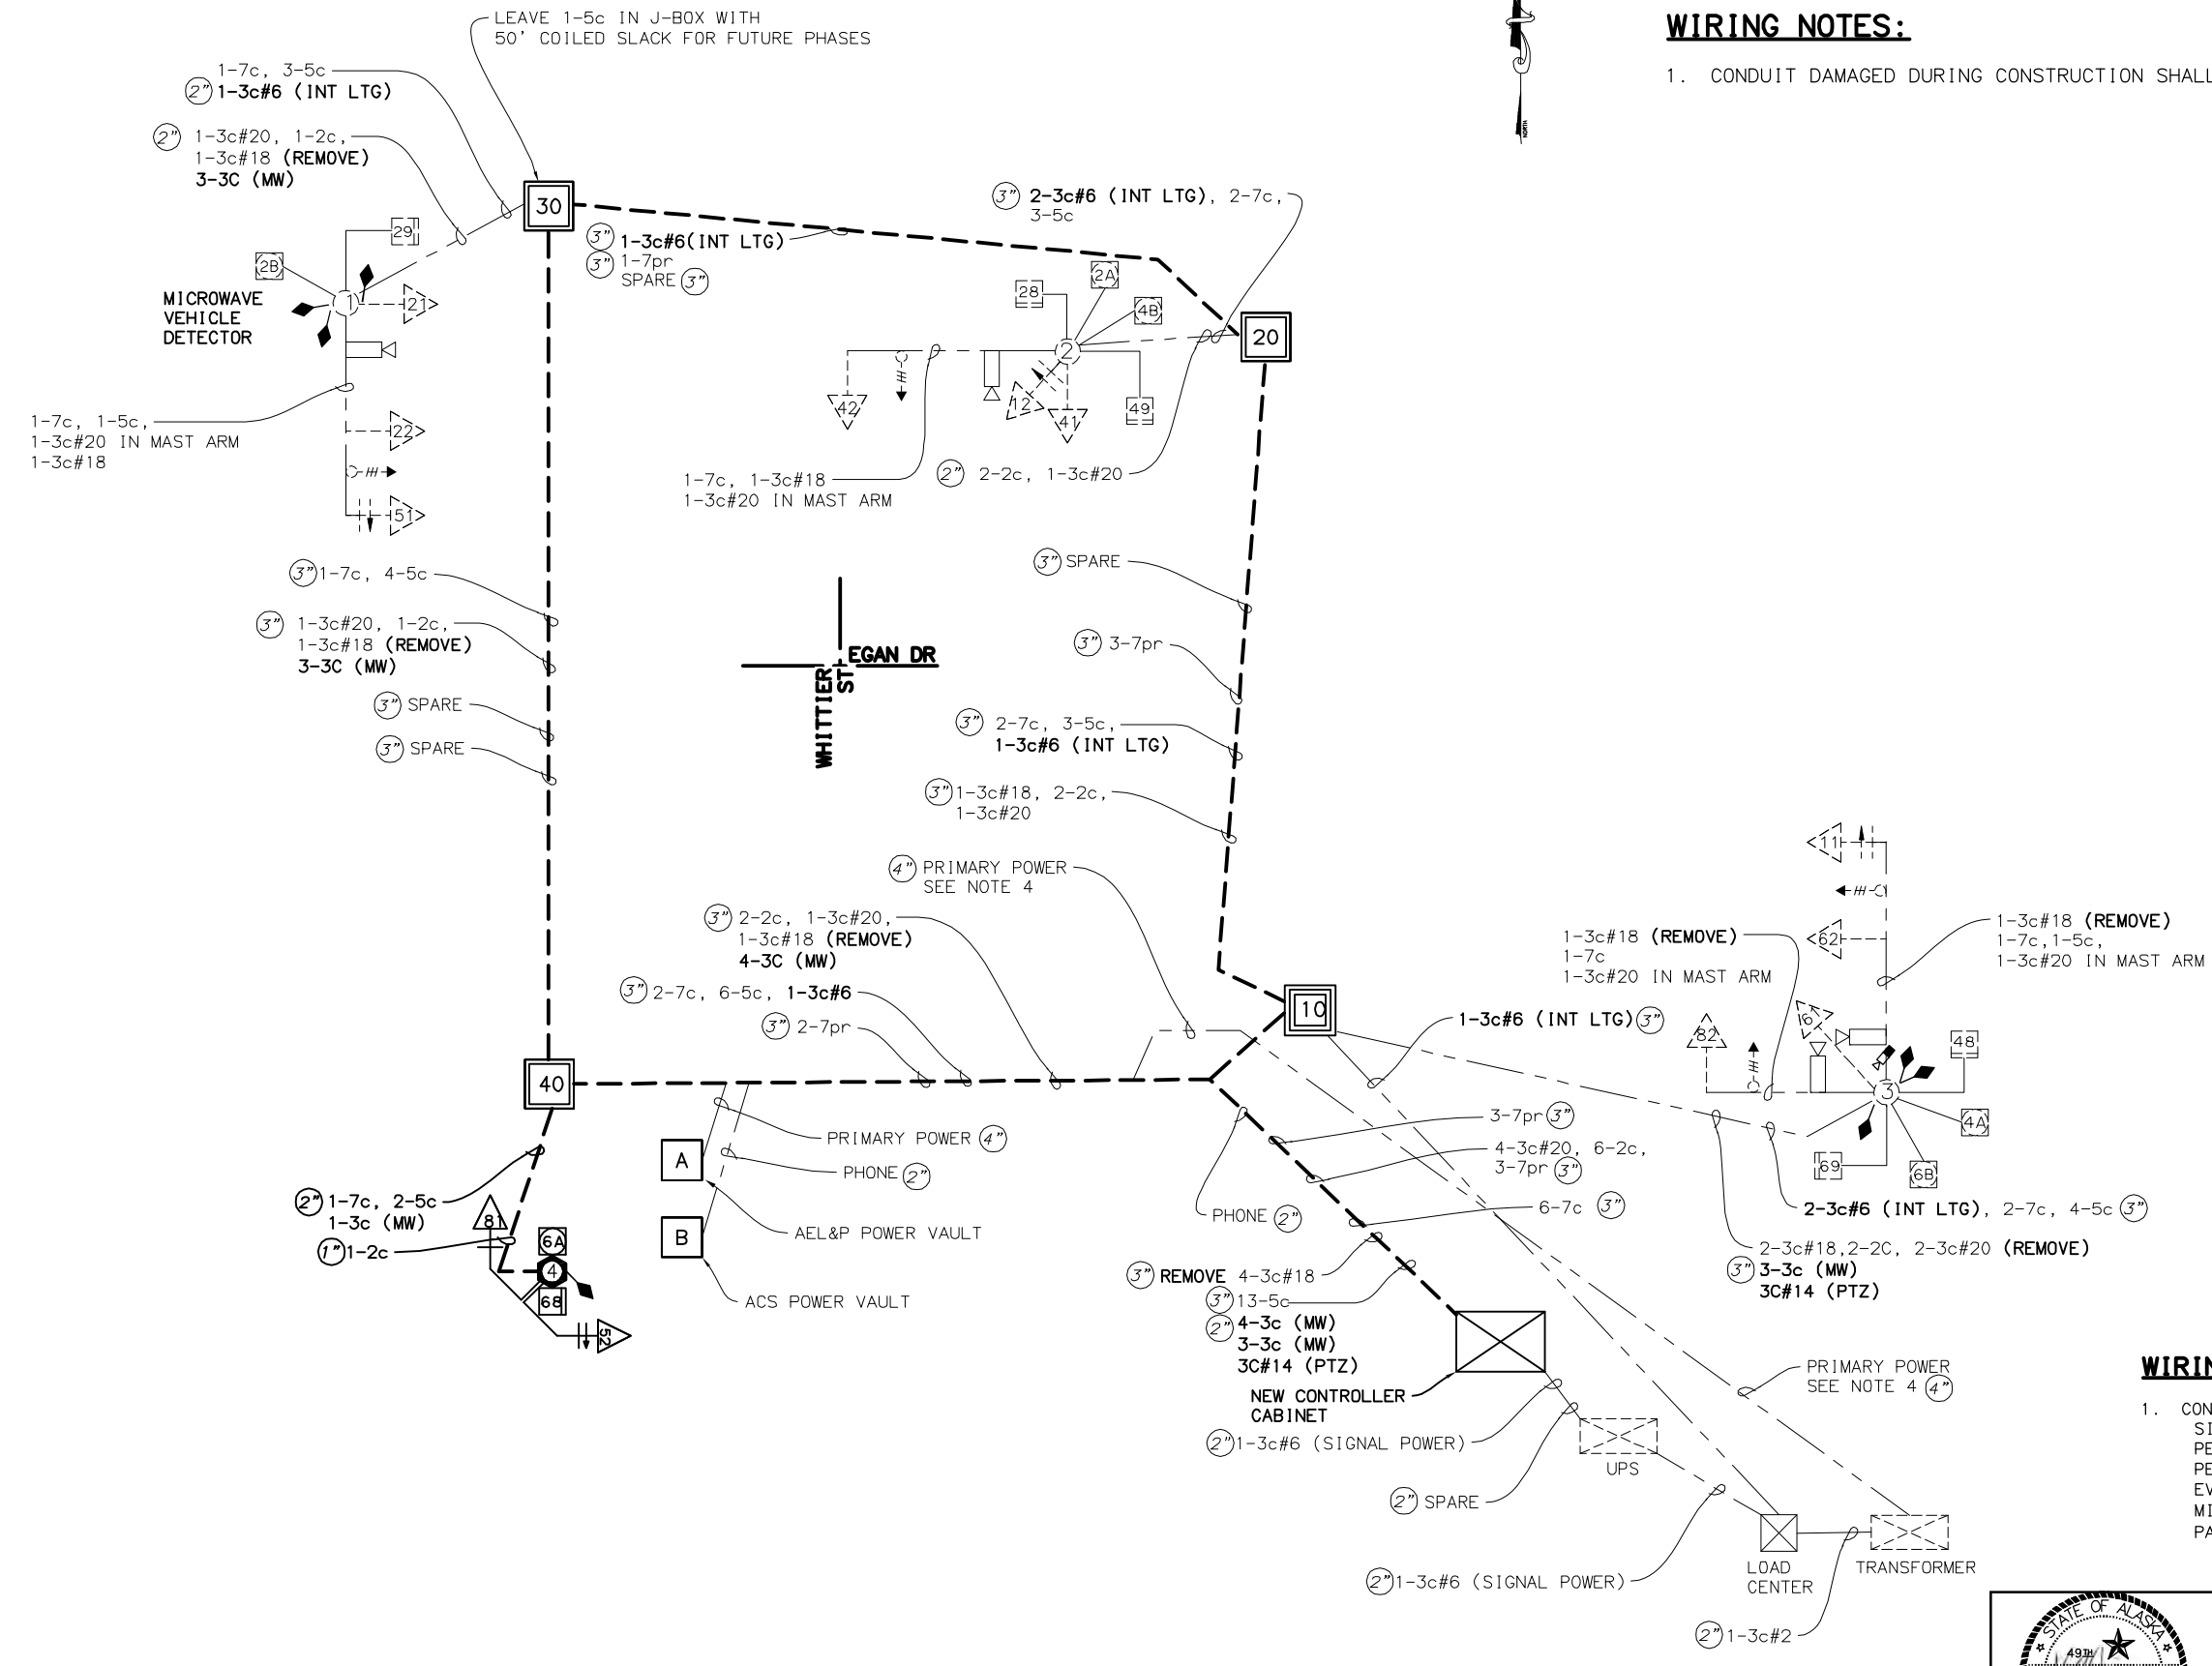 LEAVE 1-5c IN J-BOX WITH
50' COILED SLACK FOR FUTURE PHASES
1-7c, 3-5c
2" 1-3c#6 (INT LTG)
2" 1-3c#20, 1-2c,
1-3c#18 (REMOVE)
3-3C (MW)
30
29
2B
1
21
MICROWAVE
VEHICLE
DETECTOR
22
51
1-7c, 1-5c,
1-3c#20 IN MAST ARM
1-3c#18
3" 1-3c#6(INT LTG)
3" 1-7pr
SPARE 3"
3" 2-3c#6 (INT LTG), 2-7c,
3-5c
NORTH
WIRING NOTES:
1. CONDUIT DAMAGED DURING CONSTRUCTION SHALL
2A
28
4B
2
20
42
12
41
49
1-7c, 1-3c#18
1-3c#20 IN MAST ARM
2" 2-2c, 1-3c#20
3" 1-7c, 4-5c
3" 1-3c#20, 1-2c,
1-3c#18 (REMOVE)
3-3C (MW)
3" SPARE
3" SPARE
EGAN DR
WHITTIER
ST
3" SPARE
3" 3-7pr
3" 2-7c, 3-5c,
1-3c#6 (INT LTG)
3" 1-3c#18, 2-2c,
1-3c#20
4" PRIMARY POWER
SEE NOTE 4
3" 2-2c, 1-3c#20,
1-3c#18 (REMOVE)
4-3C (MW)
3" 2-7c, 6-5c, 1-3c#6
3" 2-7pr
40
10
1-3c#6 (INT LTG) 3"
1-3c#18 (REMOVE)
1-7c
1-3c#20 IN MAST ARM
11
62
1-3c#18 (REMOVE)
1-7c,1-5c,
1-3c#20 IN MAST ARM
82
61
48
3
4A
69
6B
2-3c#6 (INT LTG), 2-7c, 4-5c 3"
2-3c#18,2-2C, 2-3c#20 (REMOVE)
3" 3-3c (MW)
3C#14 (PTZ)
PRIMARY POWER 4"
PHONE 2"
A
AEL&P POWER VAULT
B
ACS POWER VAULT
2" 1-7c, 2-5c
1-3c (MW)
1" 1-2c
81
6A
4
68
52
3-7pr 3"
4-3c#20, 6-2c,
3-7pr 3"
6-7c 3"
PHONE 2"
3" REMOVE 4-3c#18
3" 13-5c
2" 4-3c (MW)
3-3c (MW)
3C#14 (PTZ)
NEW CONTROLLER
CABINET
2" 1-3c#6 (SIGNAL POWER)
UPS
2" SPARE
2" 1-3c#6 (SIGNAL POWER)
PRIMARY POWER
SEE NOTE 4 4"
LOAD
CENTER
TRANSFORMER
2" 1-3c#2
WIRIN
1. CON
SI
PE
PE
EV
MI
PA
STATE OF ALASKA
49TH